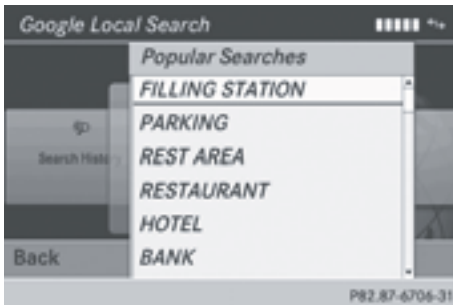 Google Local Search
Popular Searches
FILLING STATION
PARKING
Search Histo
REST AREA
RESTAURANT
HOTEL
Back
BANK
P82.87-6706-31